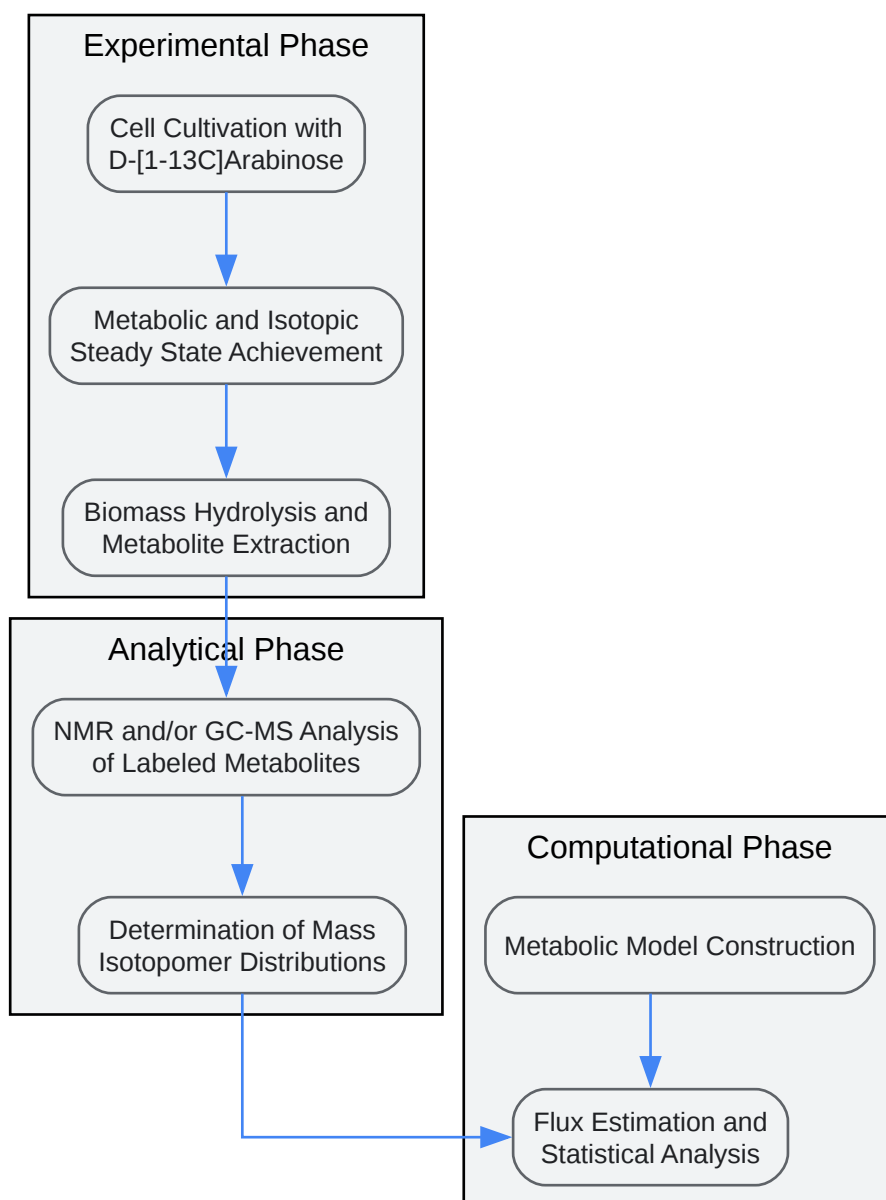 Experimental Phase
Cell Cultivation with
D-[1-13C]Arabinose
Metabolic and Isotopic
Steady State Achievement
Biomass Hydrolysis and
Metabolite Extraction
Analytical Phase
NMR and/or GC-MS Analysis
of Labeled Metabolites
Determination of Mass
Isotopomer Distributions
Computational Phase
Metabolic Model Construction
Flux Estimation and
Statistical Analysis